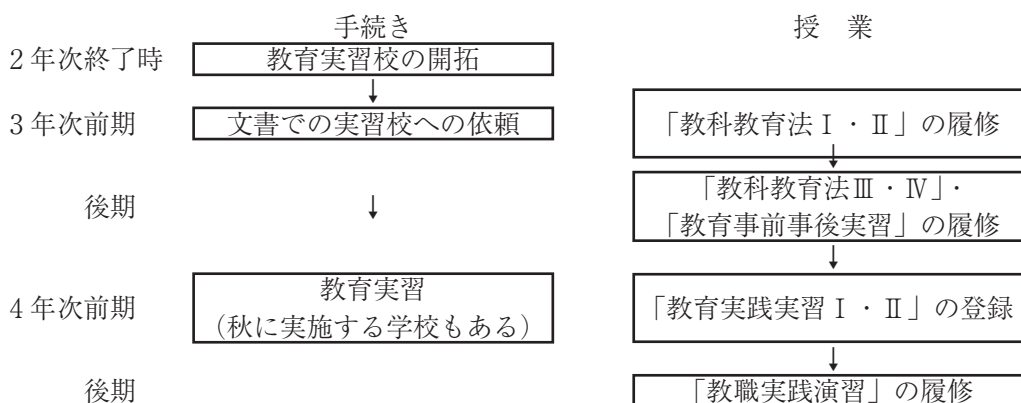 手続き 授　業
2年次終了時 教育実習校の開拓
↓
3年次前期 文書での実習校への依頼 「教科教育法Ⅰ・Ⅱ」の履修
↓
後期 ↓ 「教科教育法Ⅲ・Ⅳ」・
「教育事前事後実習」の履修
↓
4年次前期 教育実習
(秋に実施する学校もある) 「教育実践実習Ⅰ・Ⅱ」の登録
↓
後期 「教職実践演習」の履修